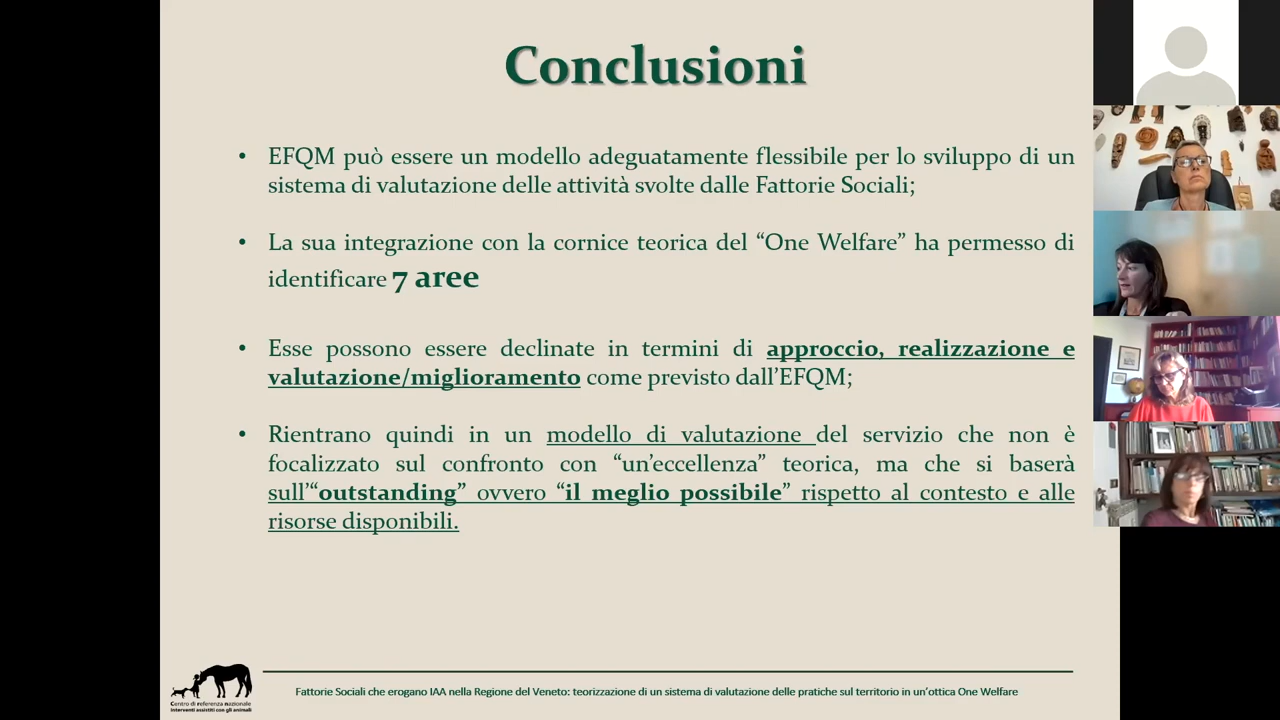 Conclusioni
• EFQM può essere un modello adeguatamente flessibile per lo sviluppo di un
sistema di valutazione delle attività svolte dalle Fattorie Sociali;
• La sua integrazione con la cornice teorica del “One Welfare” ha permesso di
identificare 7 aree
• Esse possono essere declinate in termini di approccio, realizzazione e
valutazione/miglioramento come previsto dall’EFQM;
• Rientrano quindi in un modello di valutazione del servizio che non è
focalizzato sul confronto con “un’eccellenza” teorica, ma che si baserà
sull’“outstanding” ovvero “il meglio possibile” rispetto al contesto e alle
risorse disponibili.
Centro di referenza nazionale
interventi assistiti con gli animali
Fattorie Sociali che erogano IAA nella Regione del Veneto: teorizzazione di un sistema di valutazione delle pratiche sul territorio in un’ottica One Welfare